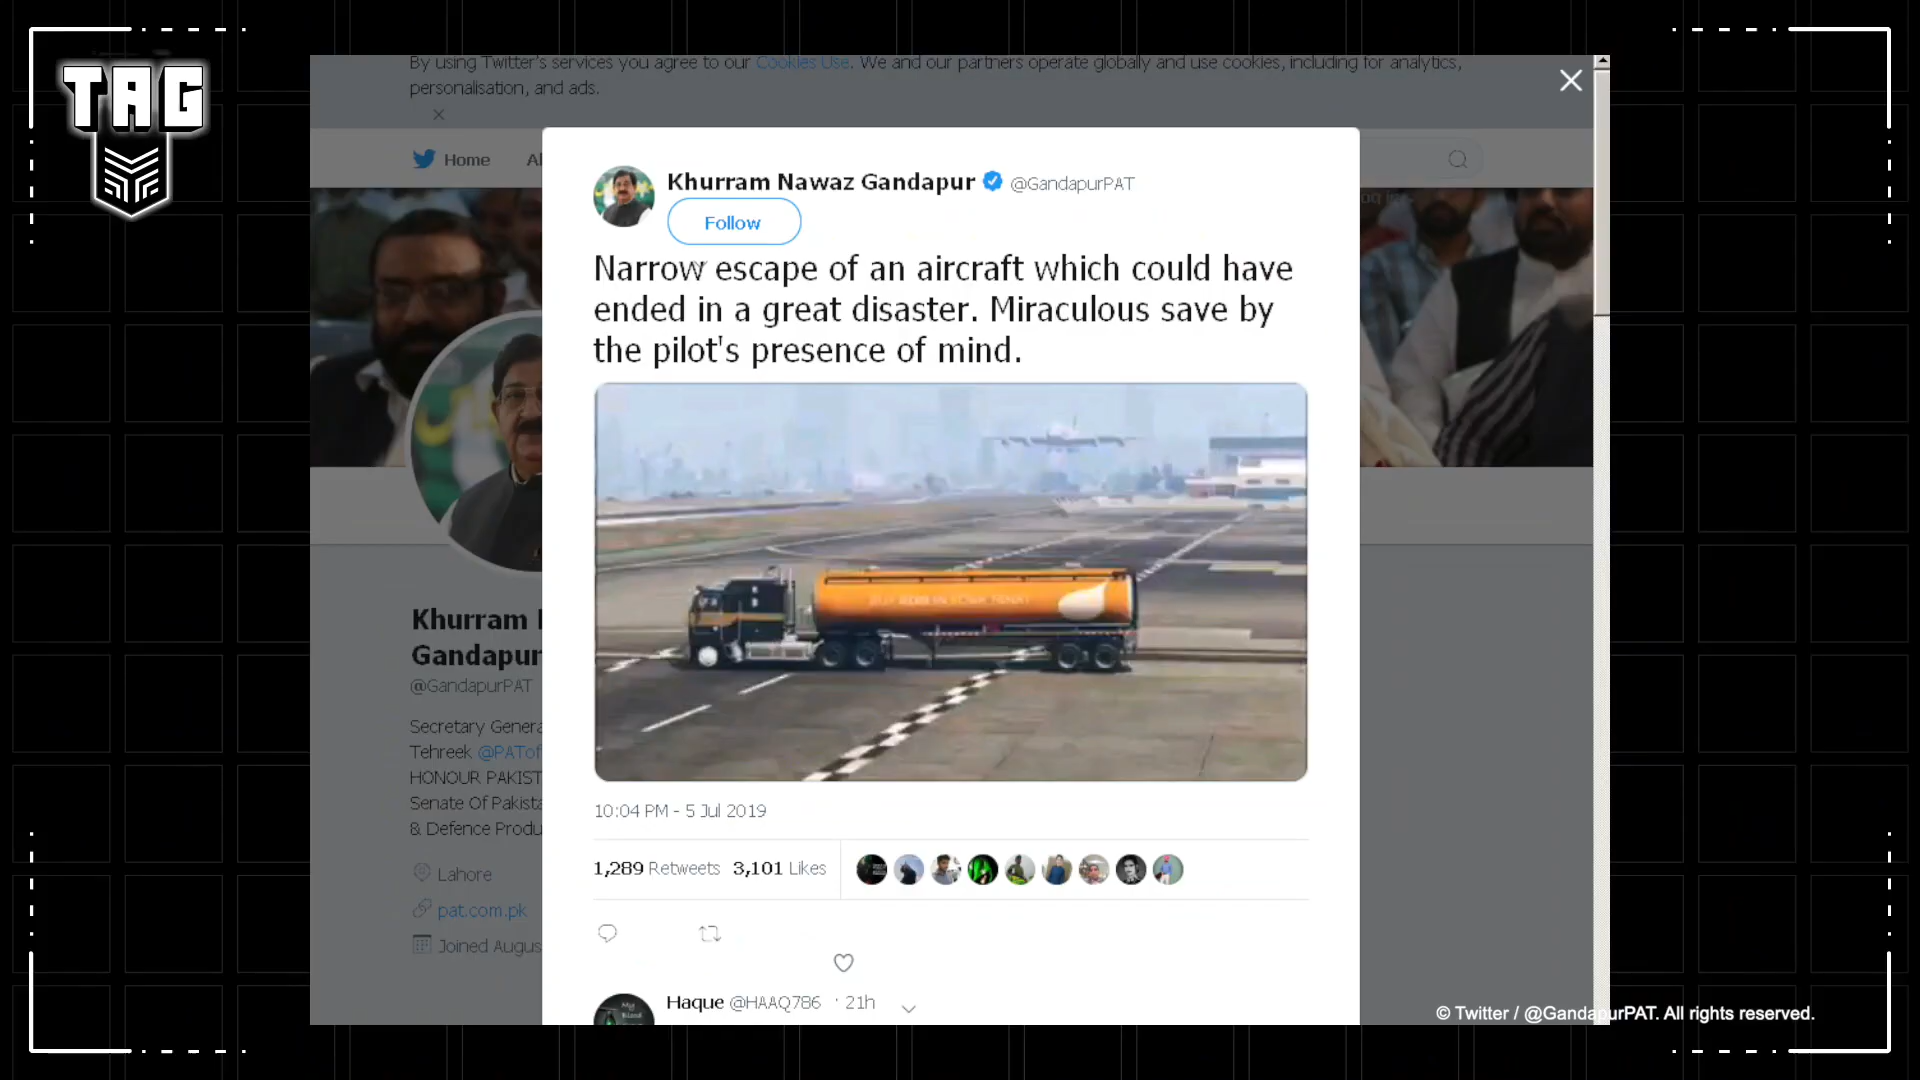 TAG
By using Twitter's services you agree to our Cookies Use. We and our partners operate globally and use cookies, including for analytics,
personalisation, and ads.
Home
Khurram Nawaz Gandapur @GandapurPAT
Follow
Narrow escape of an aircraft which could have
ended in a great disaster. Miraculous save by
the pilot's presence of mind.
10:04 PM - 5 Jul 2019
1,289 Retweets 3,101 Likes
Haque @HAAQ786 · 21h
Khurram
Gandapur
@GandapurPAT
Secretary Genera
Tehreek @PATof
HONOUR PAKIST
Senate Of Pakista
& Defence Produ
Lahore
pat.com.pk
Joined Augus
© Twitter / @GandapurPAT. All rights reserved.